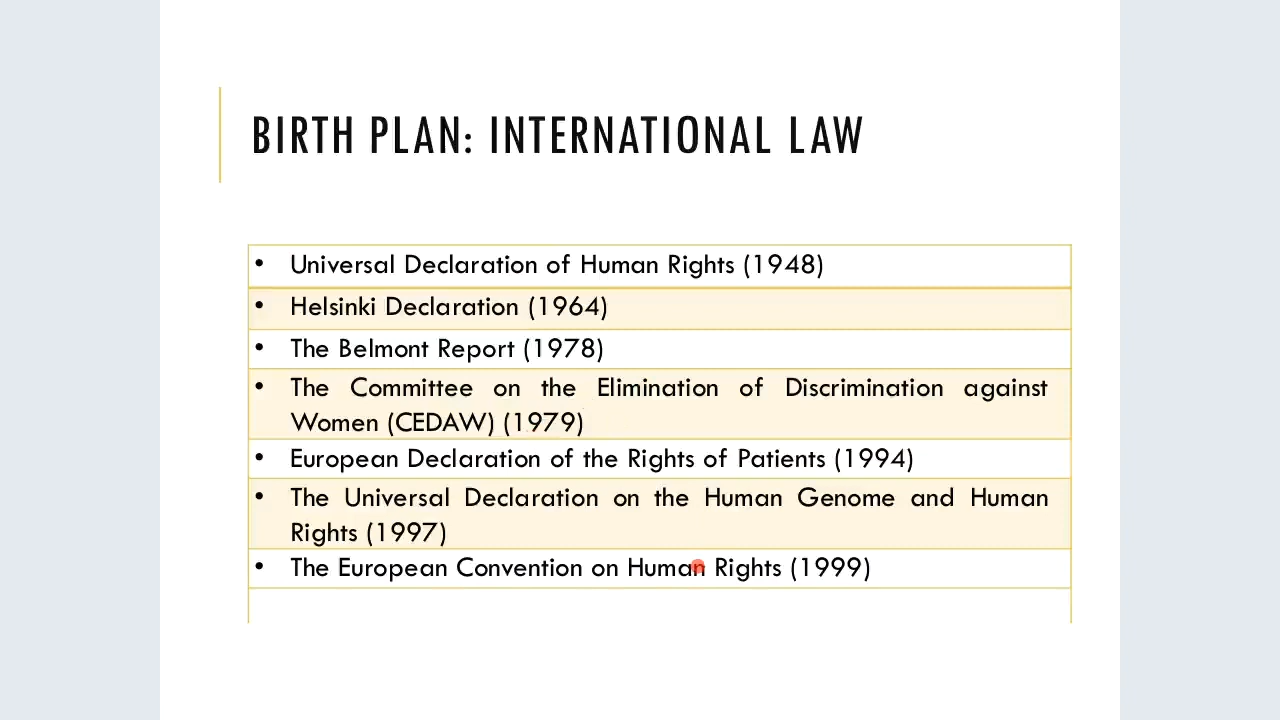 BIRTH PLAN: INTERNATIONAL LAW
• Universal Declaration of Human Rights (1948)
• Helsinki Declaration (1964)
• The Belmont Report (1978)
• The Committee on the Elimination of Discrimination against
Women (CEDAW) (1979)
• European Declaration of the Rights of Patients (1994)
• The Universal Declaration on the Human Genome and Human
Rights (1997)
• The European Convention on Human Rights (1999)